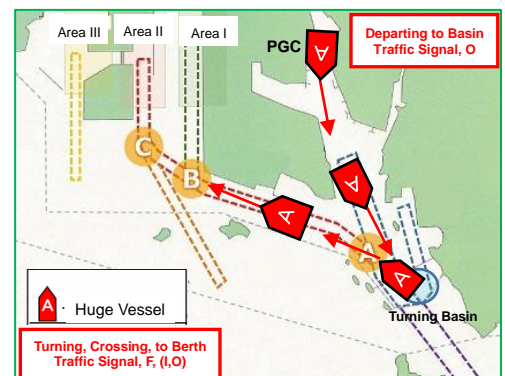 Area III
Area II
Area I
PGC
Departing to Basin
Traffic Signal, O
A
A
C
B
A
A
A
Turning Basin
A : Huge Vessel
Turning, Crossing, to Berth
Traffic Signal, F, (I,O)